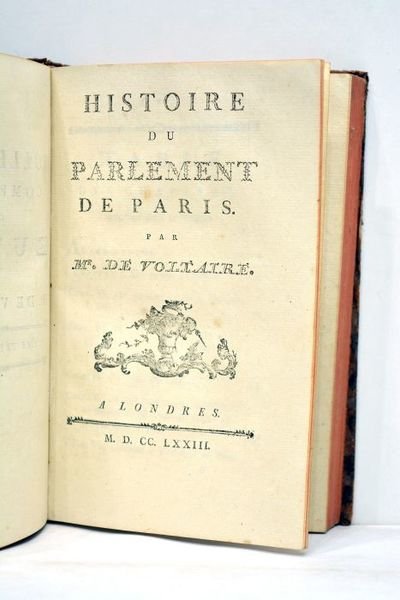 HISTOIRE
DU
PARLEMENT
DE PARIS.
PAR
Mr. DE VOLTAIRE.
A LONDRES.
M. D. CC. LXXIII.